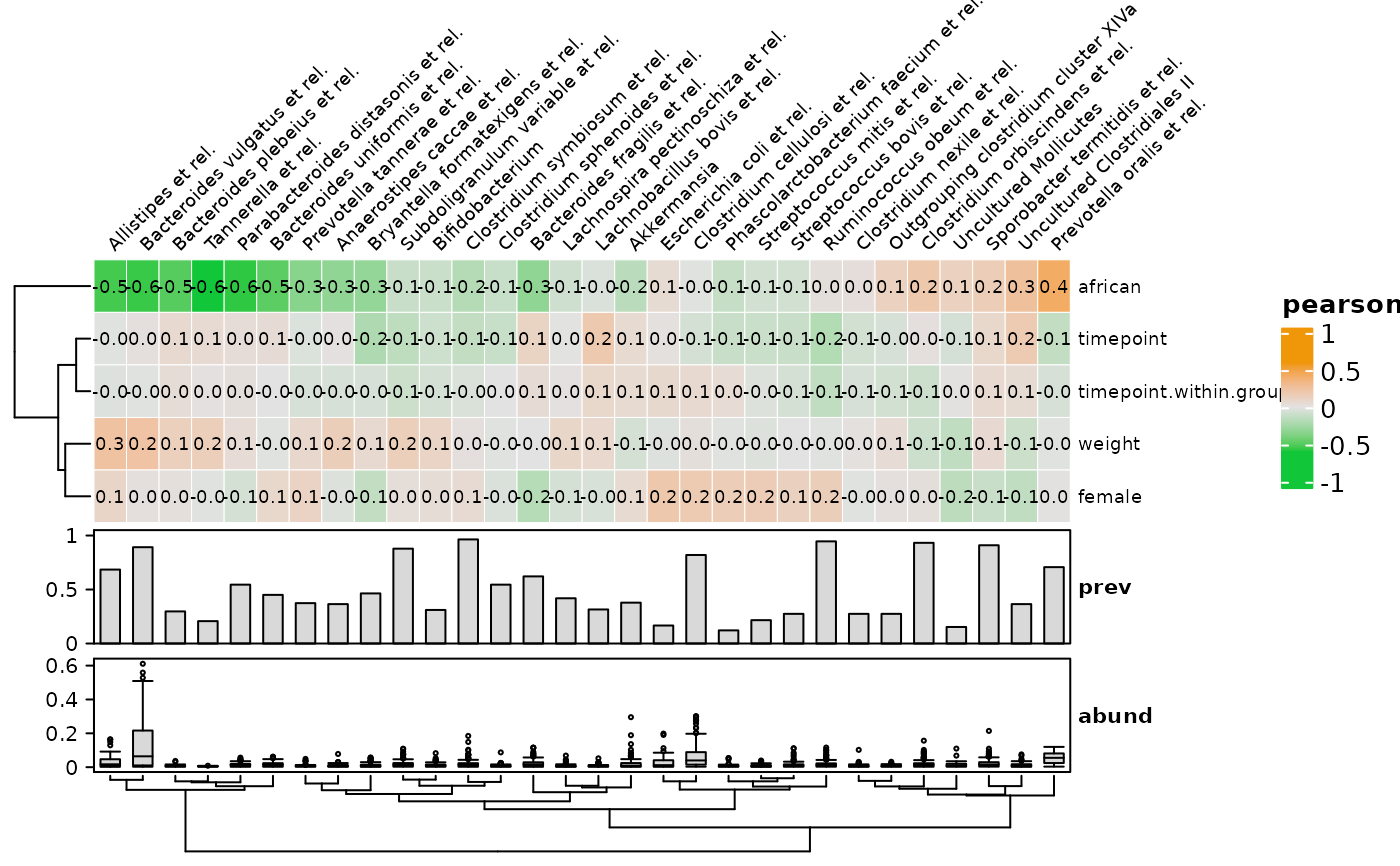 Allistipes et rel.
Bacteroides vulgatus et rel.
Bacteroides plebeius et rel.
Tannerella et rel.
Parabacteroides distasonis et rel.
Bacteroides uniformis et rel.
Prevotella tannerae et rel.
Anaerostipes caccae et rel.
Bryantella formatexigens et rel.
Subdoligranulum variable at rel.
Bifidobacterium
Clostridium symbiosum et rel.
Clostridium sphenoides et rel.
Bacteroides fragilis et rel.
Lachnospira pectinoschiza et rel.
Lachnobacillus bovis et rel.
Akkermansia
Escherichia coli et rel.
Clostridium cellulosi et rel.
Phascolarctobacterium faecium et rel.
Streptococcus mitis et rel.
Streptococcus bovis et rel.
Ruminococcus obeum et rel.
Clostridium nexile et rel.
Outgrouping clostridium cluster XIVa
Clostridium orbiscindens et rel.
Uncultured Mollicutes
Sporobacter termitidis et rel.
Uncultured Clostridiales II
Prevotella oralis et rel.
-0.5 -0.6 -0.5 -0.6 -0.6 -0.5 -0.3 -0.3 -0.3 -0.1 -0.1 -0.2 -0.1 -0.3 -0.1 -0.0 -0.2 0.1 -0.0 -0.1 -0.1 -0.1 0.0 0.0 0.1 0.2 0.1 0.2 0.3 0.4 african
-0.0 0.0 0.1 0.1 0.0 0.1 -0.0 0.0 -0.2 -0.1 -0.1 -0.1 -0.1 0.1 0.0 0.2 0.1 0.0 -0.1 -0.1 -0.1 -0.1 -0.2 -0.1 -0.0 0.0 -0.1 0.1 0.2 -0.1 timepoint
-0.0 -0.0 0.0 0.0 0.0 -0.0 -0.0 -0.0 -0.0 -0.1 -0.1 -0.0 0.0 0.1 0.0 0.1 0.1 0.1 0.1 0.0 -0.0 -0.1 -0.1 -0.1 -0.1 -0.1 0.0 0.1 0.1 -0.0 timepoint.within.group
0.3 0.2 0.1 0.2 0.1 -0.0 0.1 0.2 0.1 0.2 0.1 0.0 -0.0 -0.0 0.1 0.1 -0.1 -0.0 0.0 -0.0 -0.0 -0.0 -0.0 0.0 0.1 -0.1 -0.1 0.1 -0.1 -0.0 weight
0.1 0.0 0.0 -0.0 -0.1 0.1 0.1 -0.0 -0.1 0.0 0.0 0.1 -0.0 -0.2 -0.1 -0.0 0.1 0.2 0.2 0.2 0.2 0.1 0.2 -0.0 0.0 0.0 -0.2 -0.1 -0.1 0.0 female
pearson
1
0.5
0
-0.5
-1
1
0.5
0
prev
0.6
0.4
0.2
0
abund